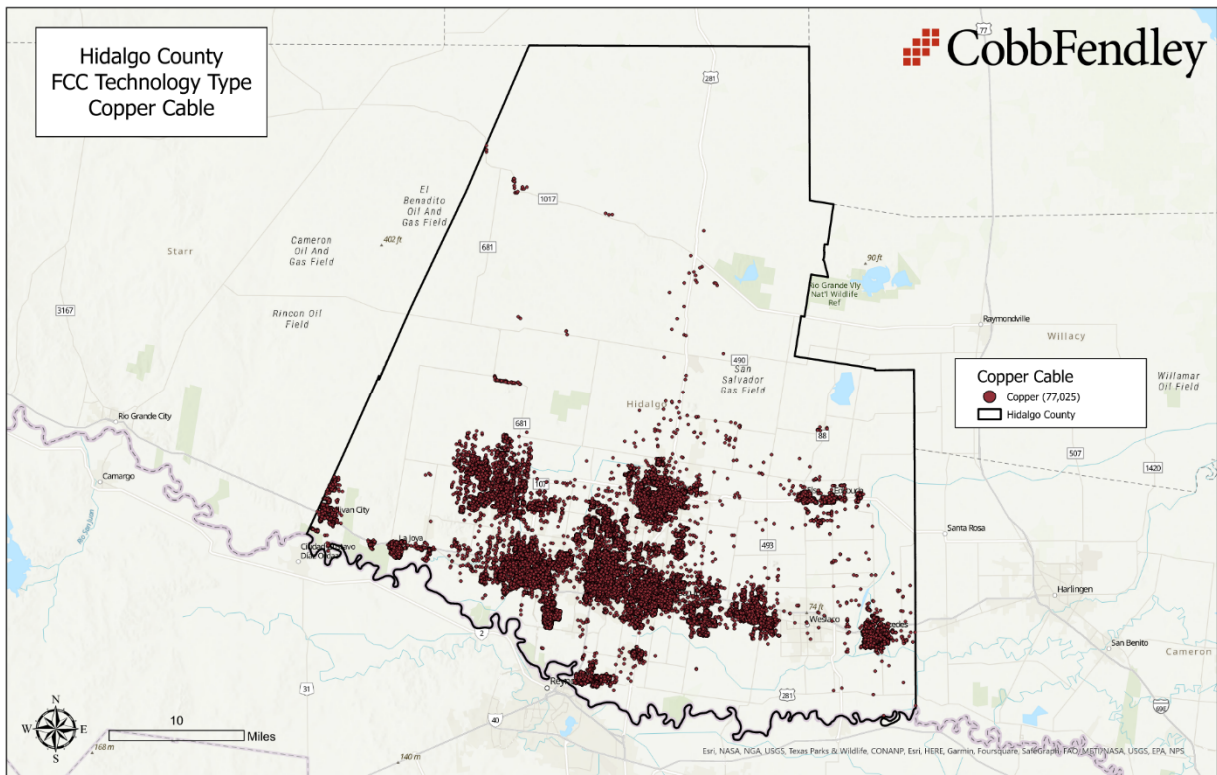 Hidalgo County
FCC Technology Type
Copper Cable
CobbFendley
77
281
El
Benadito Oil
And Gas Field
1017
Starr
Cameron
Oil And
Gas Field
402 ft
681
90 ft
Rio Grande Vly
Nat'l Wildlife
Ref
3167
Rincon Oil
Field
Raymondville
Willacy
490
San
Salvador
Gas Field
Willamar
Oil Field
Copper Cable
Copper (77,025)
Hidalgo County
Hidalgo
Rio Grande City
681
88
507
1420
Camargo
107
Rio San Juan
Santa Rosa
La Joya
493
74 ft
Weslaco
Harlingen
San Benito
Cameron
2
31
281
40
N
W
E
S
10
Miles
168 m
140 m
Esri, NASA, NGA, USGS, Texas Parks & Wildlife, CONANP, Esri, HERE, Garmin, Foursquare, SafeGraph, FAO, METI/NASA, USGS, EPA, NPS